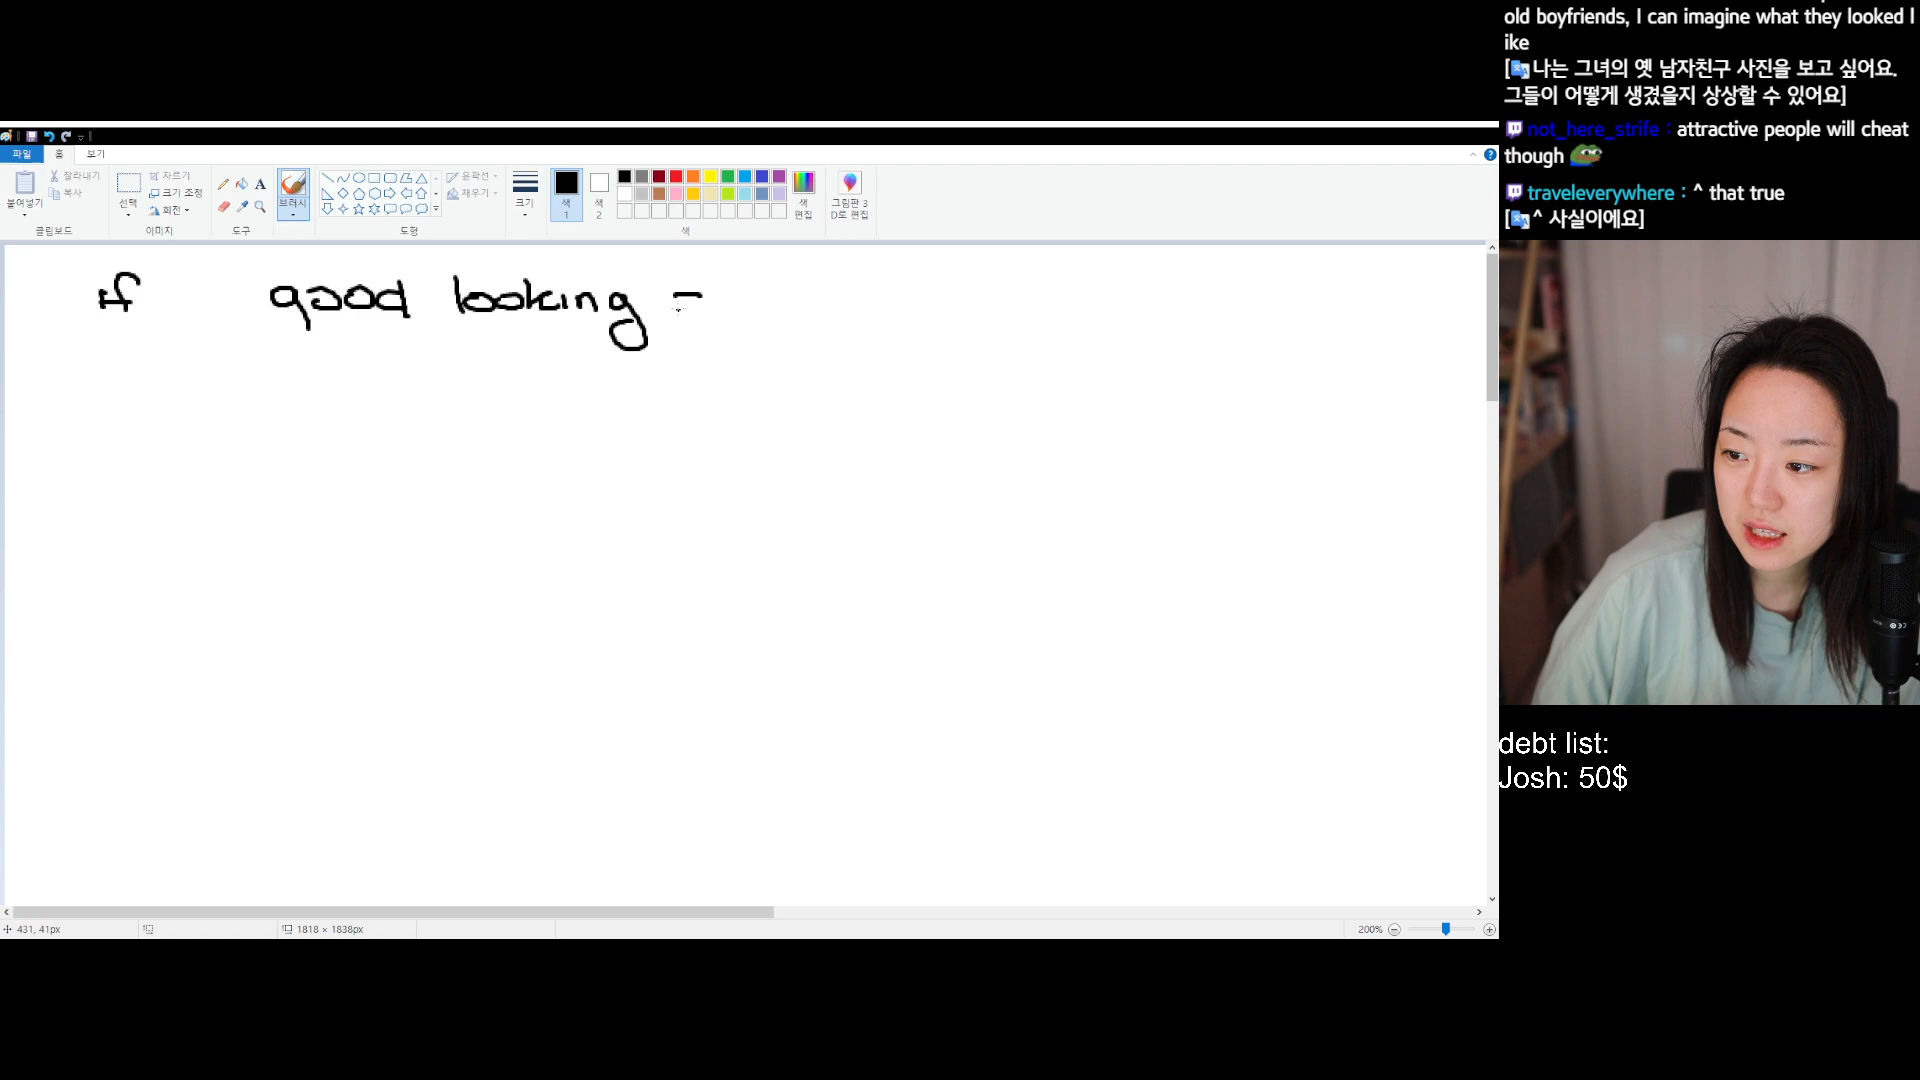 old boyfriends, I can imagine what they looked l
ike
[나는 그녀의 옛 남자친구 사진을 보고 싶어요.
그들이 어떻게 생겼을지 상상할 수 있어요]
not_here_strife : attractive people will cheat
though
traveleverywhere : ^ that true
[^ 사실이에요]
파일 홈 보기
붙여넣기 잘라내기 복사
클립보드
선택 자르기 크기 조정 회전
이미지
A
도구
브러시
윤곽선 채우기
도형
크기
색 1
색 2
색 편집
색
그림판 3D로 편집
If good looking =
431, 41px
1818 × 1838px
200%
debt list:
Josh: 50$